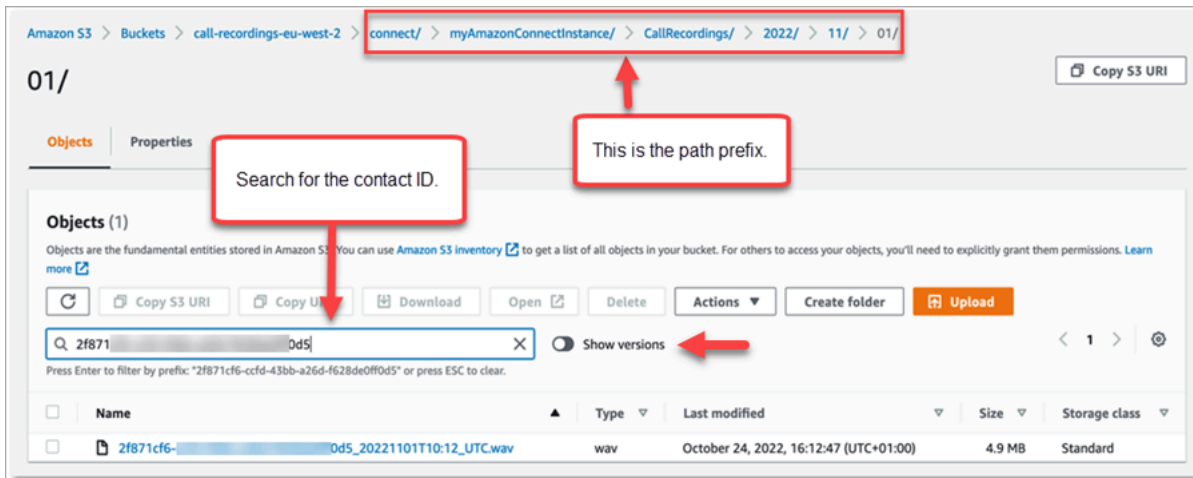 Amazon S3 > Buckets > call-recordings-eu-west-2 > connect/ > myAmazonConnectInstance/ > CallRecordings/ > 2022/ > 11/ > 01/
01/
Copy S3 URI
Objects
Properties
Search for the contact ID.
This is the path prefix.
Objects (1)
Objects are the fundamental entities stored in Amazon S3. You can use Amazon S3 inventory to get a list of all objects in your bucket. For others to access your objects, you'll need to explicitly grant them permissions. Learn
more
Copy S3 URI Copy U Download Open Delete Actions Create folder Upload
2f871 0d5
Show versions
< 1 >
Press Enter to filter by prefix: "2f871cf6-ccfd-43bb-a26d-f628de0ff0d5" or press ESC to clear.
Name Type Last modified Size Storage class
2f871cf6- 0d5_20221101T10:12_UTC.wav wav October 24, 2022, 16:12:47 (UTC+01:00) 4.9 MB Standard